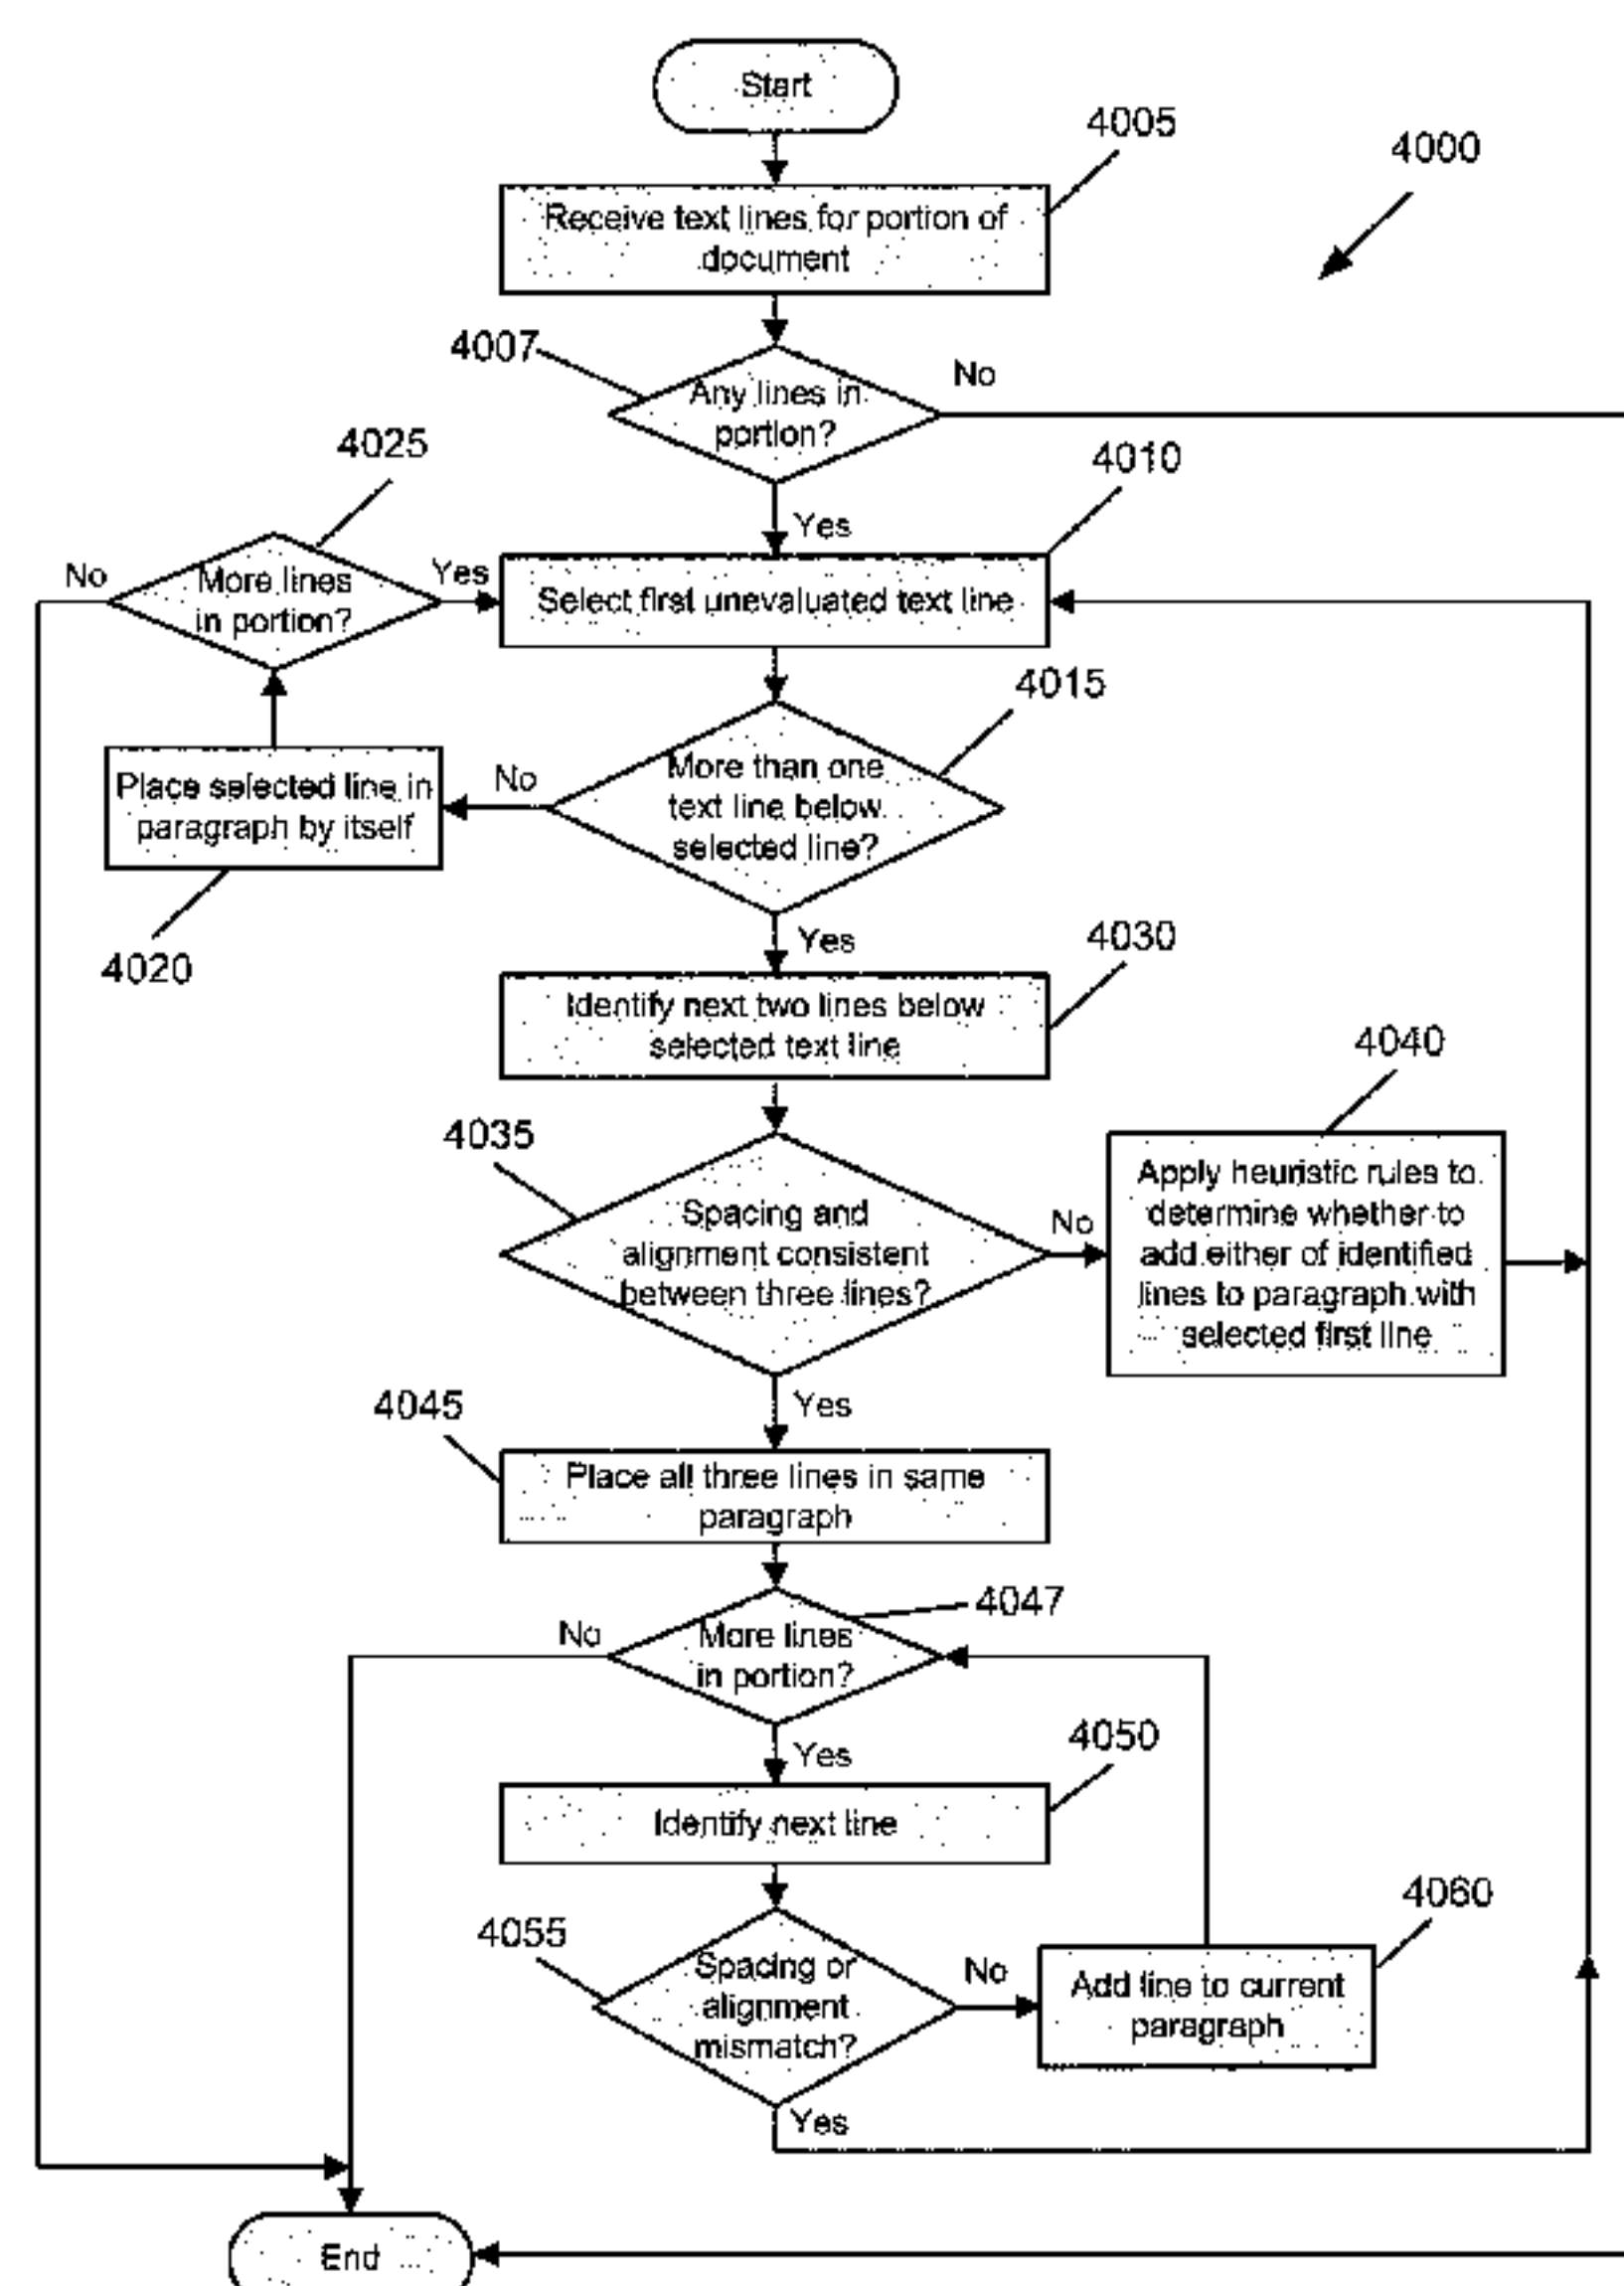 Start
4005
4000
Receive text lines for portion of
document
4007
Any lines in
portion?
No
4025
4010
Yes
No
More lines
in portion?
Yes
Select first unevaluated text line
4015
Place selected line in
paragraph by itself
No
More than one
text line below
selected line?
4020
Yes
4030
Identify next two lines below
selected text line
4040
4035
Spacing and
alignment consistent
between three lines?
No
Apply heuristic rules to
determine whether to
add either of identified
lines to paragraph with
selected first line
4045
Yes
Place all three lines in same
paragraph
4047
No
More lines
in portion?
4050
Yes
Identify next line
4060
4055
Spacing or
alignment
mismatch?
No
Add line to current
paragraph
Yes
End